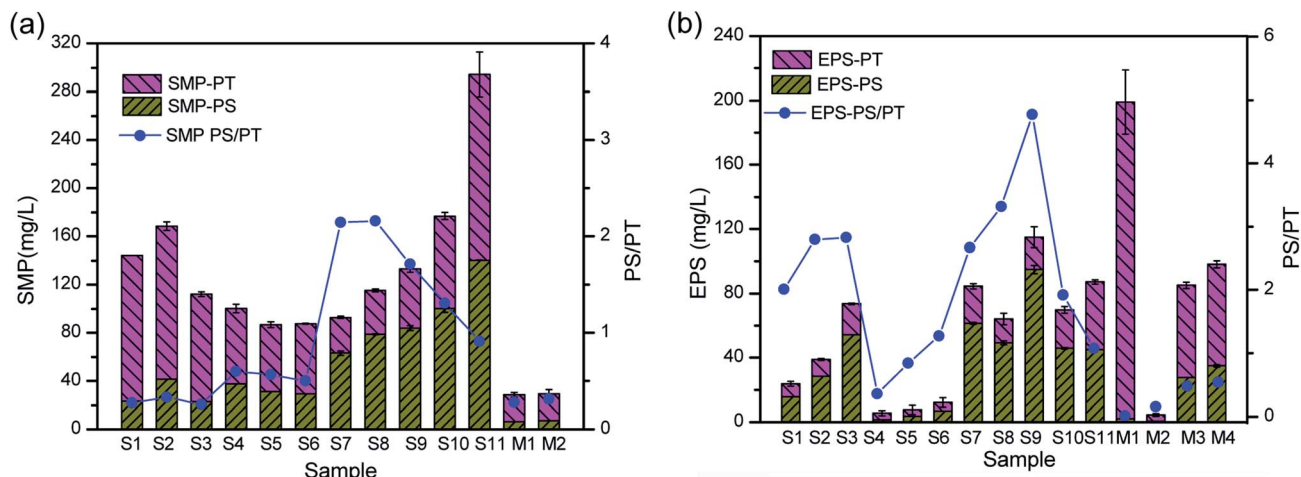 (a)
320
280
240
200
160
120
80
40
0
SMP(mg/L)
SMP-PT
SMP-PS
SMP PS/PT
4
3
2
1
0
PS/PT
S1 S2 S3 S4 S5 S6 S7 S8 S9 S10 S11 M1 M2
Sample
(b)
240
200
160
120
80
40
0
EPS (mg/L)
EPS-PT
EPS-PS
EPS-PS/PT
6
4
2
0
PS/PT
S1 S2 S3 S4 S5 S6 S7 S8 S9 S10 S11 M1 M2 M3 M4
Sample